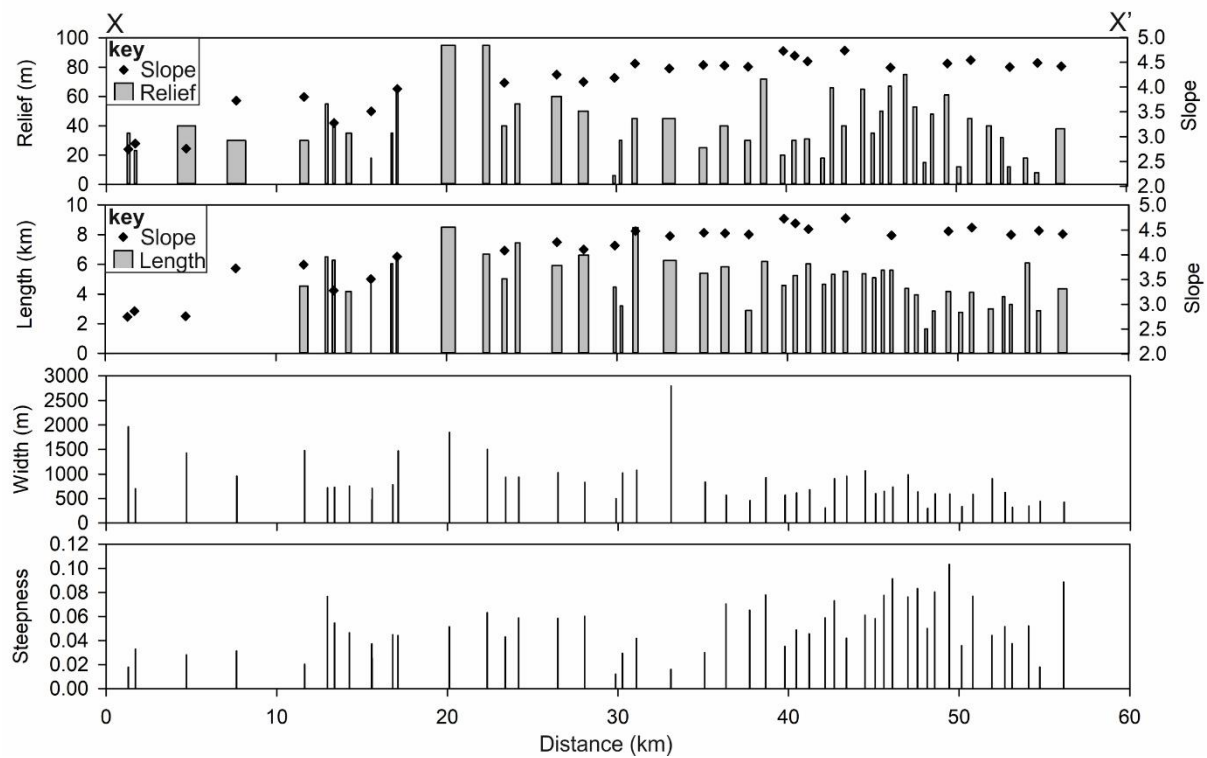 X X'
key
Slope
Relief
Relief (m)
100
80
60
40
20
0
5.0
4.5
4.0
3.5
3.0
2.5
2.0
Slope
key
Slope
Length
Length (km)
10
8
6
4
2
0
5.0
4.5
4.0
3.5
3.0
2.5
2.0
Slope
Width (m)
3000
2500
2000
1500
1000
500
0
Steepness
0.12
0.10
0.08
0.06
0.04
0.02
0.00
0 10 20 30 40 50 60
Distance (km)